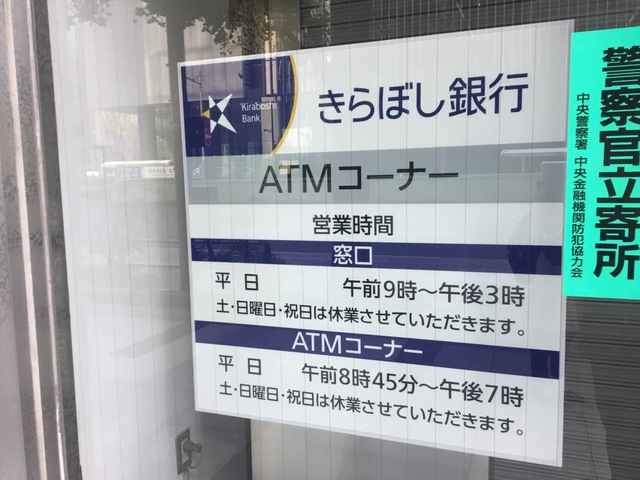 'Kiraboshi
Bank
きらぼし銀行
ATMコーナー
営業時間
窓口
平 日 午前9時～午後3時
土・日曜日・祝日は休業させていただきます。
ATMコーナー
平 日 午前8時45分～午後7時
土・日曜日・祝日は休業させていただきます。
警察官立寄所
中央警察署 中央金融機関防犯協力会